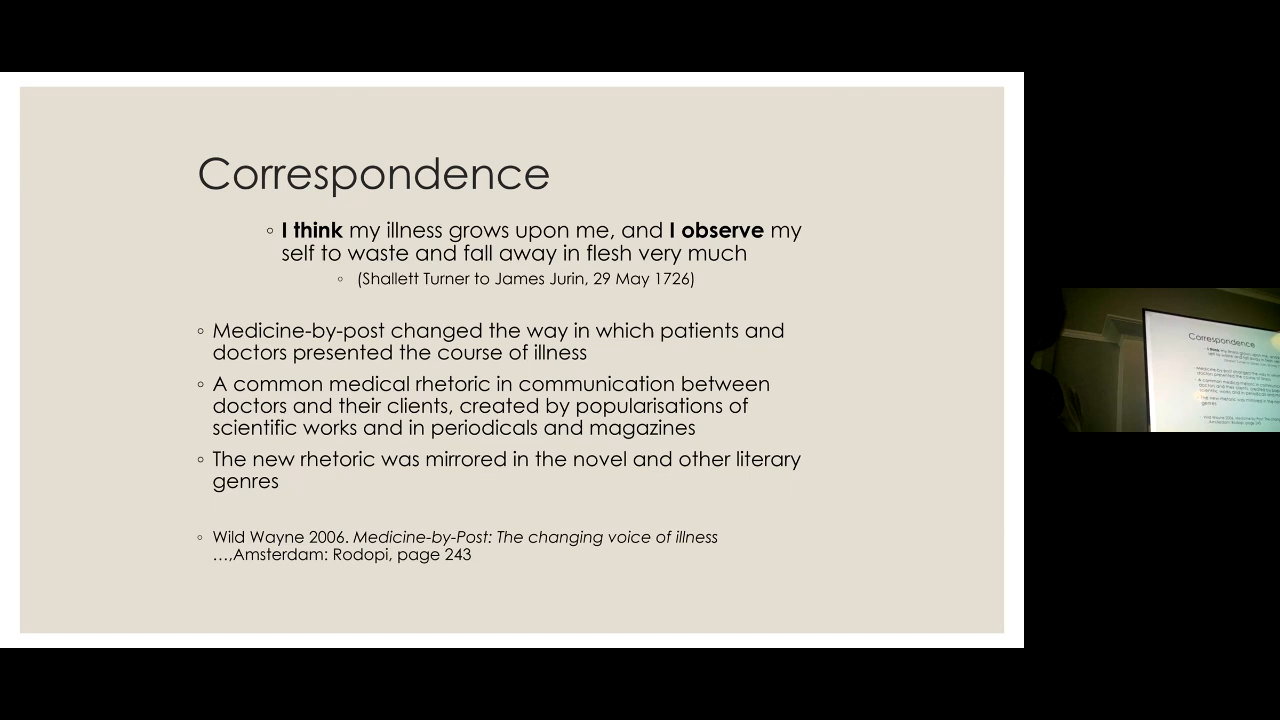 Correspondence
◦ I think my illness grows upon me, and I observe my
self to waste and fall away in flesh very much
◦ (Shallett Turner to James Jurin, 29 May 1726)
◦ Medicine-by-post changed the way in which patients and
doctors presented the course of illness
◦ A common medical rhetoric in communication between
doctors and their clients, created by popularisations of
scientific works and in periodicals and magazines
◦ The new rhetoric was mirrored in the novel and other literary
genres
◦ Wild Wayne 2006. Medicine-by-Post: The changing voice of illness
…,Amsterdam: Rodopi, page 243
Correspondence